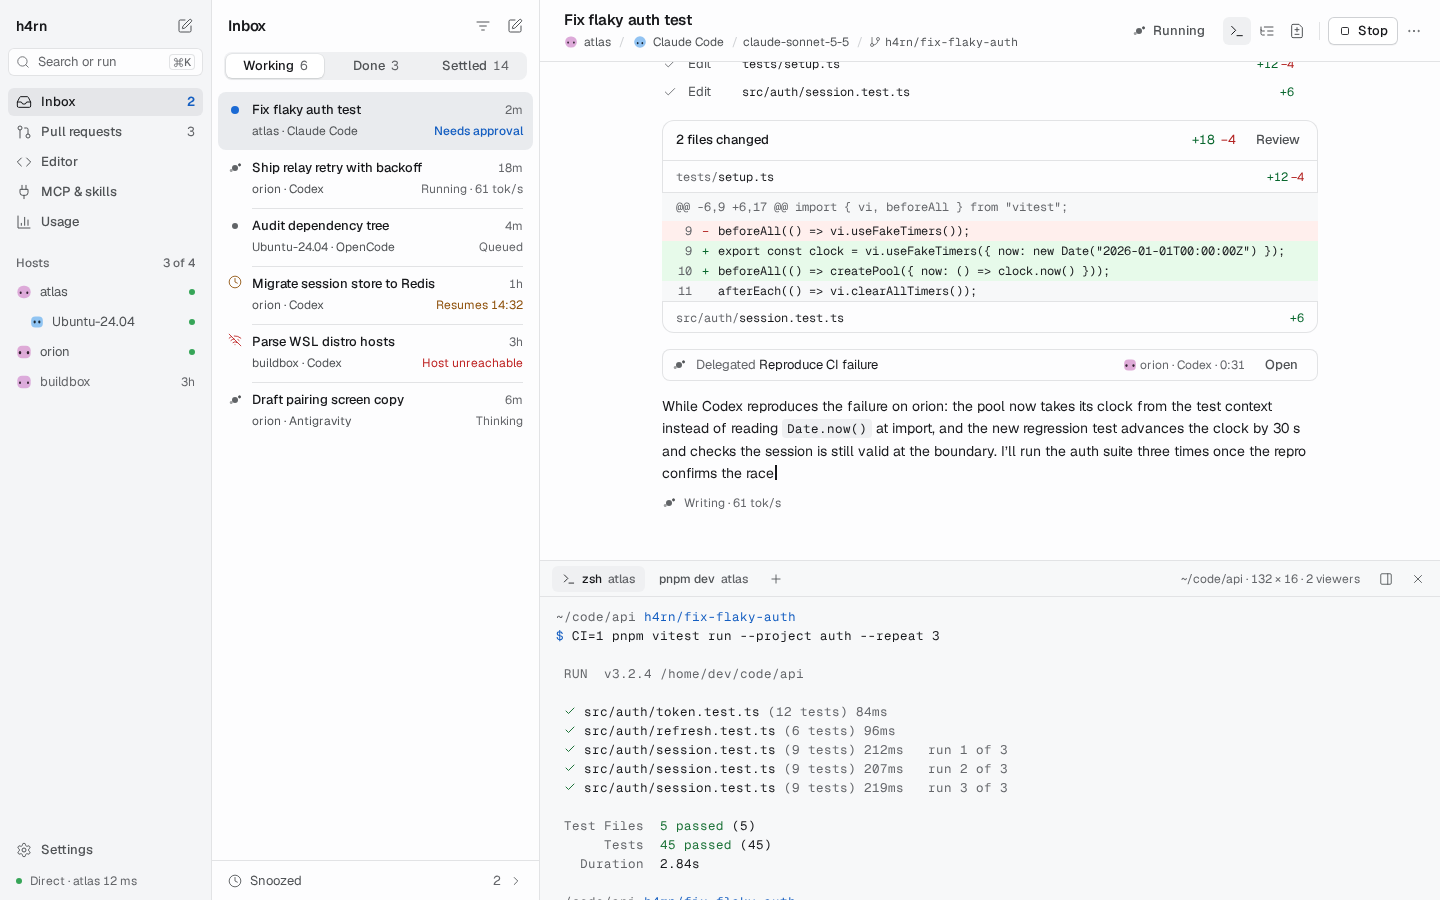 h4rn
Search or run ⌘K
Inbox 2
Pull requests 3
Editor
MCP & skills
Usage
Hosts 3 of 4
atlas
Ubuntu-24.04
orion
buildbox 3h
Settings
Direct · atlas 12 ms
Inbox
Working 6 Done 3 Settled 14
Fix flaky auth test 2m
atlas · Claude Code Needs approval
Ship relay retry with backoff 18m
orion · Codex Running · 61 tok/s
Audit dependency tree 4m
Ubuntu-24.04 · OpenCode Queued
Migrate session store to Redis 1h
orion · Codex Resumes 14:32
Parse WSL distro hosts 3h
buildbox · Codex Host unreachable
Draft pairing screen copy 6m
orion · Antigravity Thinking
Snoozed 2
Fix flaky auth test
atlas / Claude Code / claude-sonnet-5-5 / h4rn/fix-flaky-auth
Running Stop
Edit tests/setup.ts +12 −4
Edit src/auth/session.test.ts +6
2 files changed +18 −4 Review
tests/setup.ts +12 −4
@@ -6,9 +6,17 @@ import { vi, beforeAll } from "vitest";
9 − beforeAll(() => vi.useFakeTimers());
9 + export const clock = vi.useFakeTimers({ now: new Date("2026-01-01T00:00:00Z") });
10 + beforeAll(() => createPool({ now: () => clock.now() }));
11 afterEach(() => vi.clearAllTimers());
src/auth/session.test.ts +6
Delegated Reproduce CI failure orion · Codex · 0:31 Open
While Codex reproduces the failure on orion: the pool now takes its clock from the test context
instead of reading Date.now() at import, and the new regression test advances the clock by 30 s
and checks the session is still valid at the boundary. I’ll run the auth suite three times once the repro
confirms the race
Writing · 61 tok/s
zsh atlas pnpm dev atlas + ~/code/api · 132 × 16 · 2 viewers
~/code/api h4rn/fix-flaky-auth
$ CI=1 pnpm vitest run --project auth --repeat 3
RUN v3.2.4 /home/dev/code/api
✓ src/auth/token.test.ts (12 tests) 84ms
✓ src/auth/refresh.test.ts (6 tests) 96ms
✓ src/auth/session.test.ts (9 tests) 212ms run 1 of 3
✓ src/auth/session.test.ts (9 tests) 207ms run 2 of 3
✓ src/auth/session.test.ts (9 tests) 219ms run 3 of 3
Test Files 5 passed (5)
Tests 45 passed (45)
Duration 2.84s
~/code/api h4rn/fix-flaky-auth